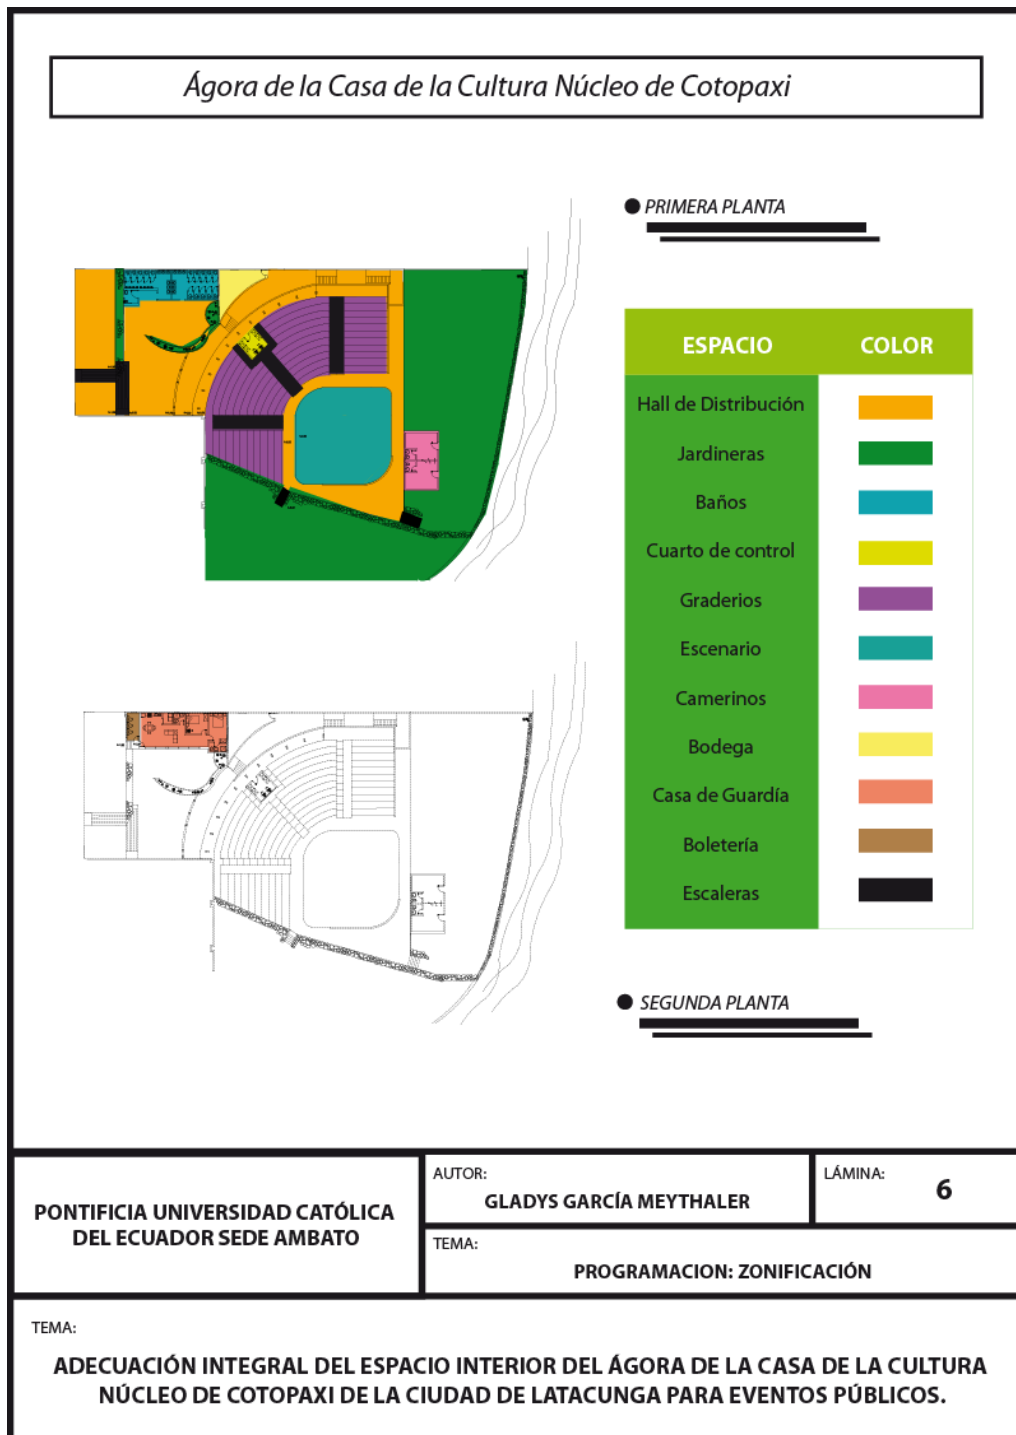 Ágora de la Casa de la Cultura Núcleo de Cotopaxi
PRIMERA PLANTA
ESPACIO COLOR
Hall de Distribución
Jardineras
Baños
Cuarto de control
Graderios
Escenario
Camerinos
Bodega
Casa de Guardía
Boletería
Escaleras
SEGUNDA PLANTA
PONTIFICIA UNIVERSIDAD CATÓLICA
DEL ECUADOR SEDE AMBATO
AUTOR:
GLADYS GARCÍA MEYTHALER
LÁMINA:
6
TEMA:
PROGRAMACION: ZONIFICACIÓN
TEMA:
ADECUACIÓN INTEGRAL DEL ESPACIO INTERIOR DEL ÁGORA DE LA CASA DE LA CULTURA
NÚCLEO DE COTOPAXI DE LA CIUDAD DE LATACUNGA PARA EVENTOS PÚBLICOS.